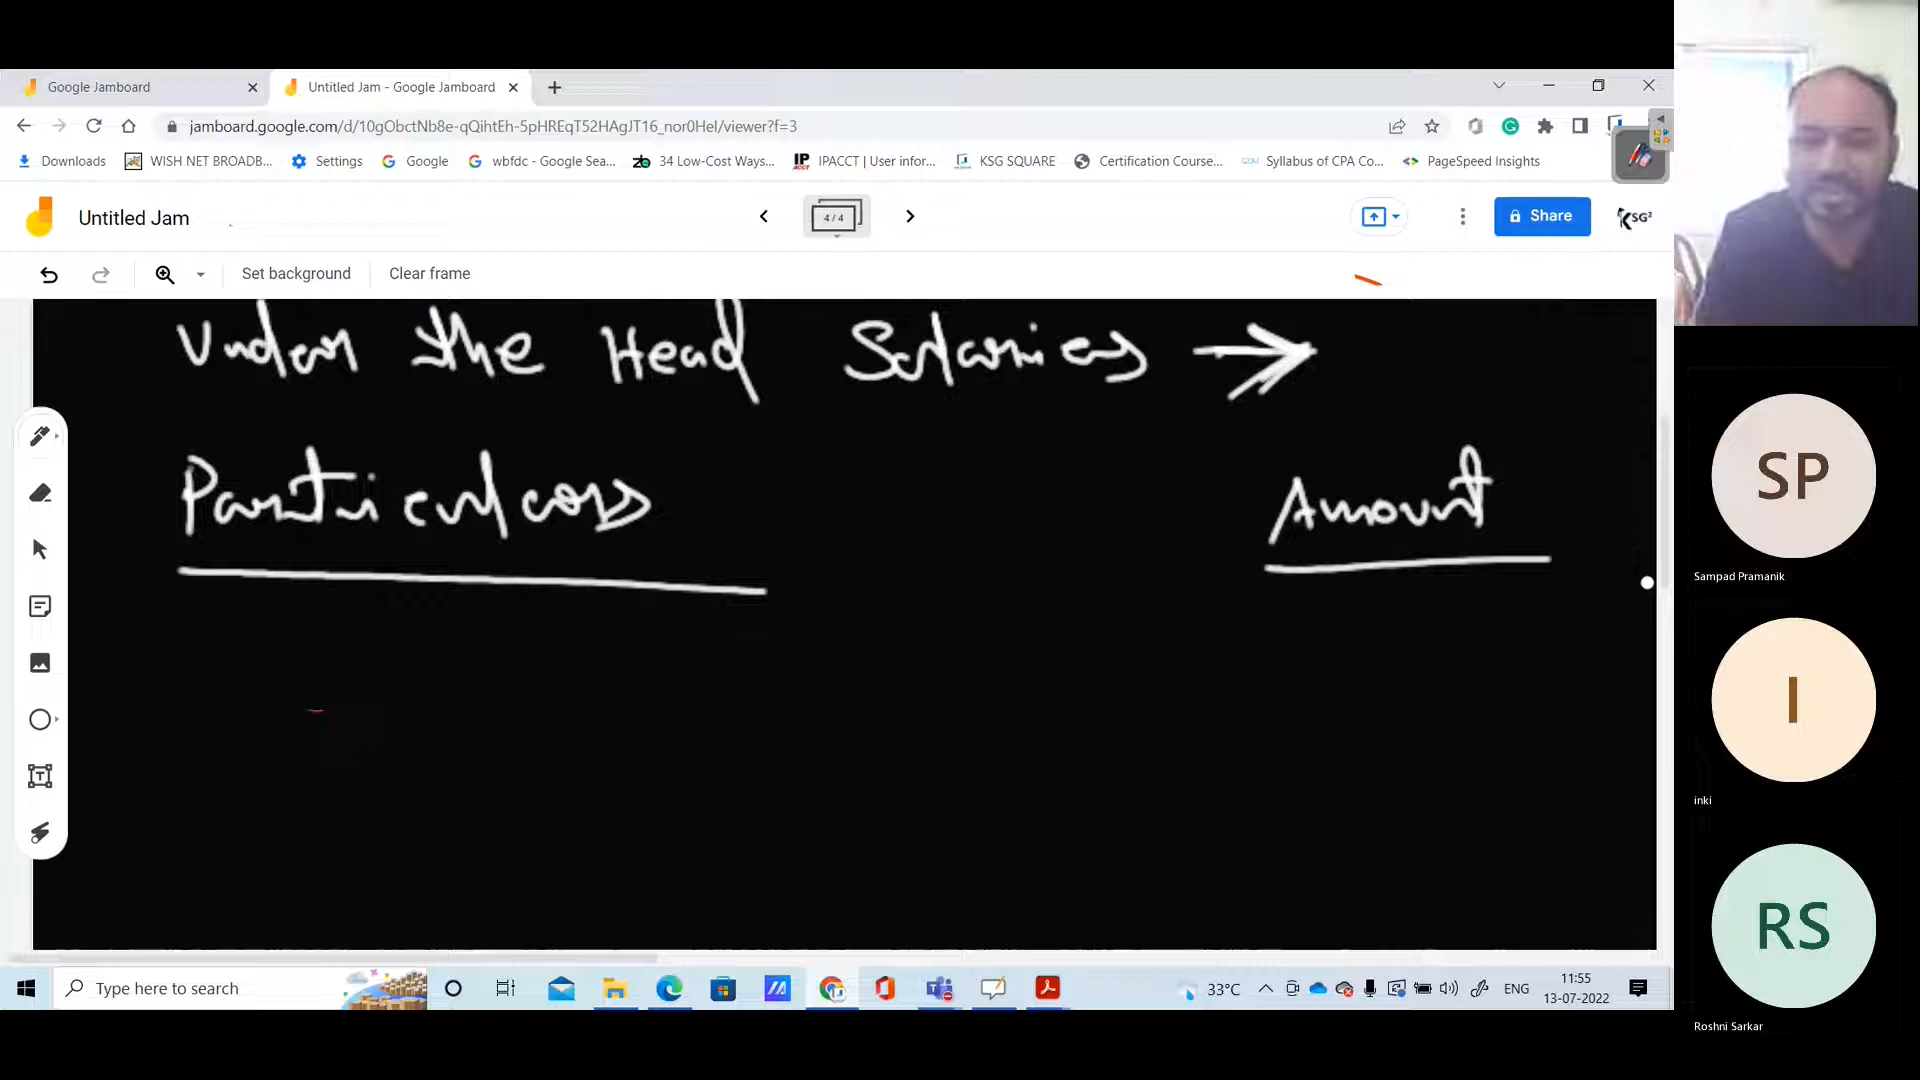 Google Jamboard
Untitled Jam - Google Jamboard
jamboard.google.com/d/10gObctNb8e-qQihtEh-5pHREqT52HAgJT16_nor0HeI/viewer?f=3
Downloads WISH NET BROADB... Settings Google wbfdc - Google Sea... 34 Low-Cost Ways... IPACCT | User infor... KSG SQUARE Certification Course... Syllabus of CPA Co... PageSpeed Insights
Untitled Jam 4 / 4 Share KSG²
Set background Clear frame
Under the Head Salaries →
Particulars Amount
SP
Sampad Pramanik
I
inki
RS
Roshni Sarkar
Type here to search 33°C ENG 11:55
13-07-2022